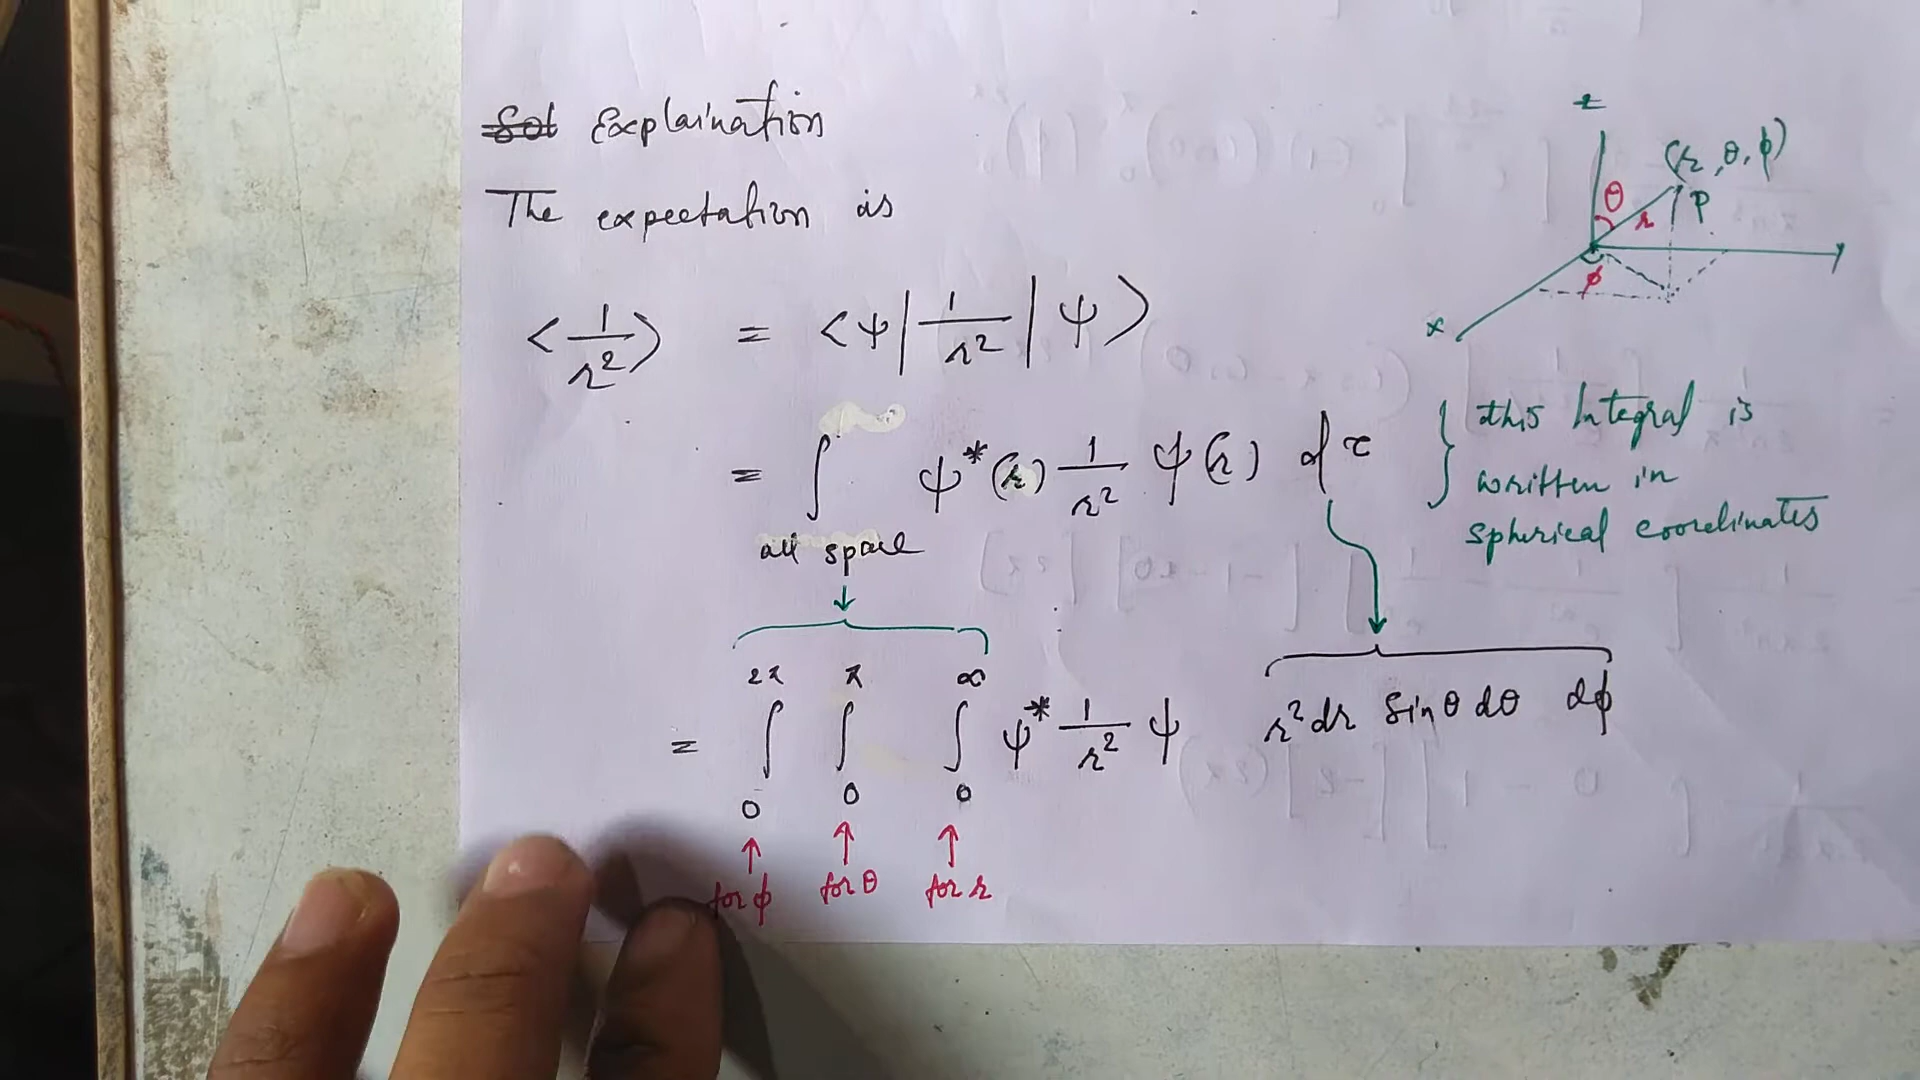 Sol Explaination
The expectation is
< 1/r² > = <ψ| 1/r² |ψ>
= ∫ ψ*(r) 1/r² ψ(r) dτ
all space
} this Integral is
written in
spherical coordinates
2π π ∞
= ∫ ∫ ∫ ψ* 1/r² ψ r²dr Sinθ dθ dϕ
0 0 0
↑ ↑ ↑
for ϕ for θ for r
z
(r, θ, ϕ)
θ r P
y
ϕ
x